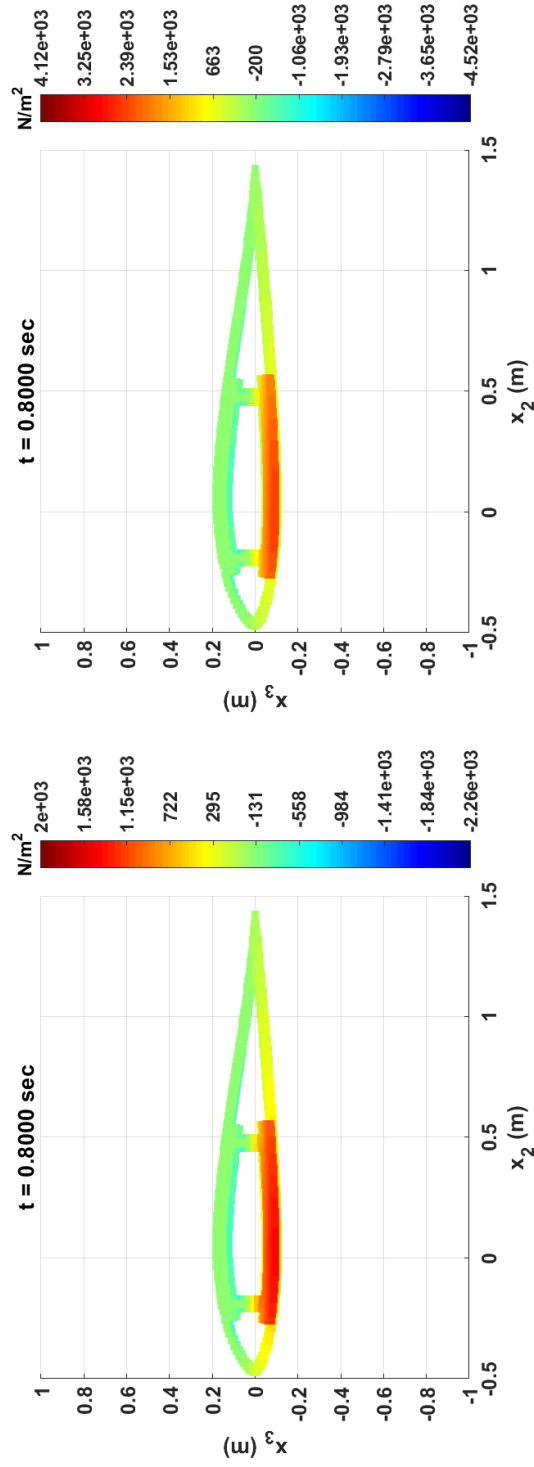 t = 0.8000 sec
N/m2
1
0.8
0.6
0.4
0.2
0
-0.2
-0.4
-0.6
-0.8
-1
x3 (m)
-0.5
0
0.5
1
1.5
x2 (m)
2e+03
1.58e+03
1.15e+03
722
295
-131
-558
-984
-1.41e+03
-1.84e+03
-2.26e+03
t = 0.8000 sec
N/m2
1
0.8
0.6
0.4
0.2
0
-0.2
-0.4
-0.6
-0.8
-1
x3 (m)
-0.5
0
0.5
1
1.5
x2 (m)
4.12e+03
3.25e+03
2.39e+03
1.53e+03
663
-200
-1.06e+03
-1.93e+03
-2.79e+03
-3.65e+03
-4.52e+03